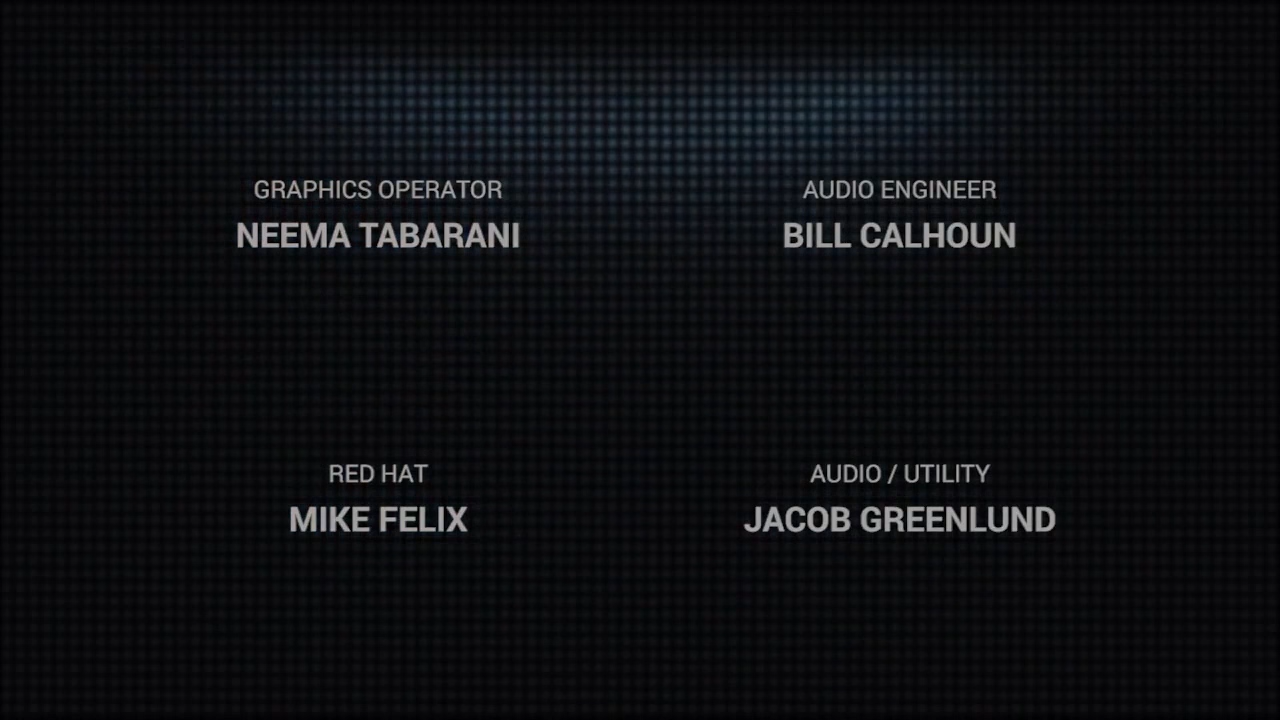 GRAPHICS OPERATOR
NEEMA TABARANI
AUDIO ENGINEER
BILL CALHOUN
RED HAT
MIKE FELIX
AUDIO / UTILITY
JACOB GREENLUND